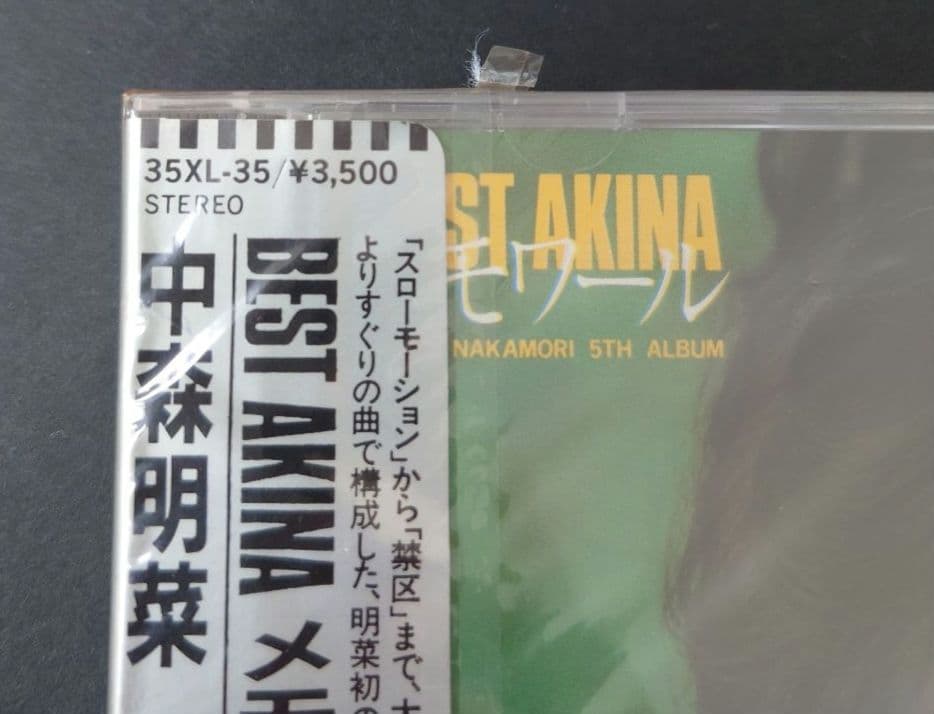 35XL-35/¥3,500
STEREO
「スローモーション」から「禁区」まで、
よりすぐりの曲で構成した、明菜初の
BEST AKINA メモ
中森明菜
ST AKINA
モワール
NAKAMORI 5TH ALBUM